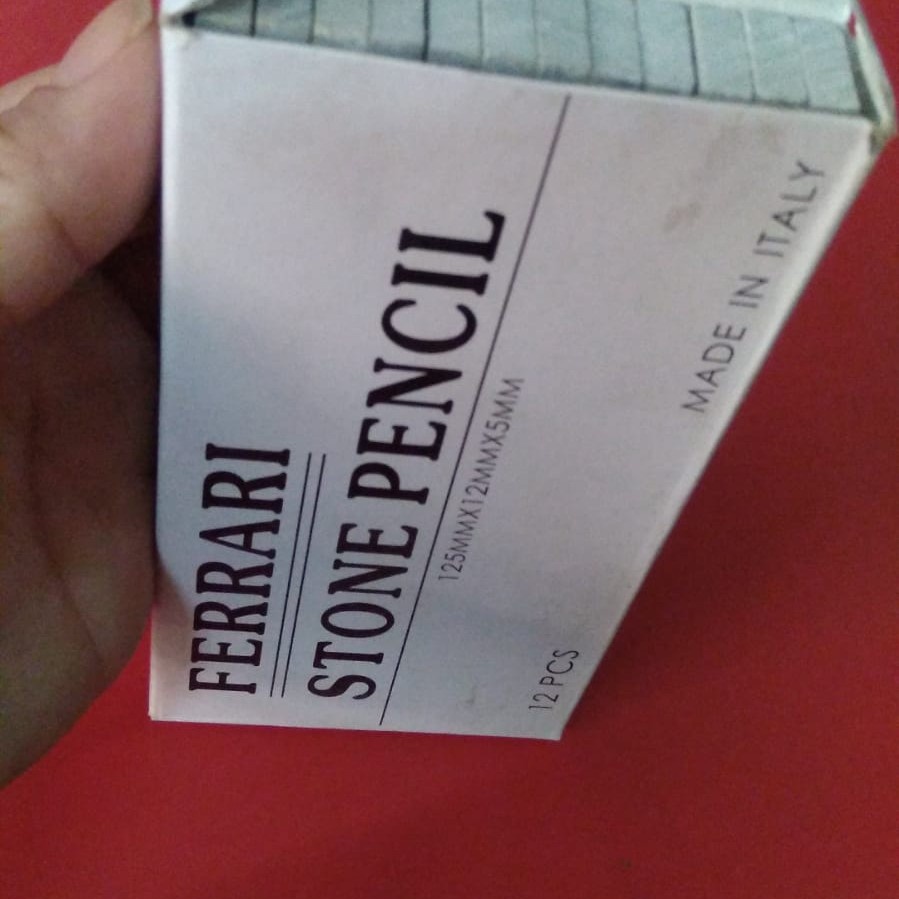 FERRARI
STONE PENCIL
125MMX12MMX5MM
12 PCS
MADE IN ITALY